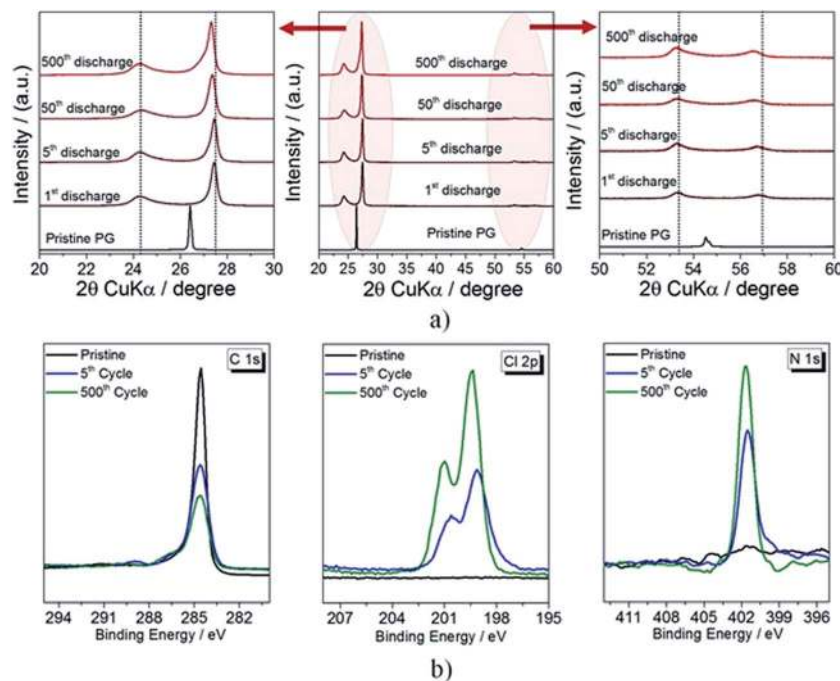 Intensity / (a.u.)
500th discharge
50th discharge
5th discharge
1st discharge
Pristine PG
20 22 24 26 28 30
2θ CuKα / degree
Intensity / (a.u.)
500th discharge
50th discharge
5th discharge
1st discharge
Pristine PG
20 25 30 35 40 45 50 55 60
2θ CuKα / degree
Intensity / (a.u.)
500th discharge
50th discharge
5th discharge
1st discharge
Pristine PG
50 52 54 56 58 60
2θ CuKα / degree
a)
Pristine
5th Cycle
500th Cycle
C 1s
294 291 288 285 282
Binding Energy / eV
Pristine
5th Cycle
500th Cycle
Cl 2p
207 204 201 198 195
Binding Energy / eV
Pristine
5th Cycle
500th Cycle
N 1s
411 408 405 402 399 396
Binding Energy / eV
b)